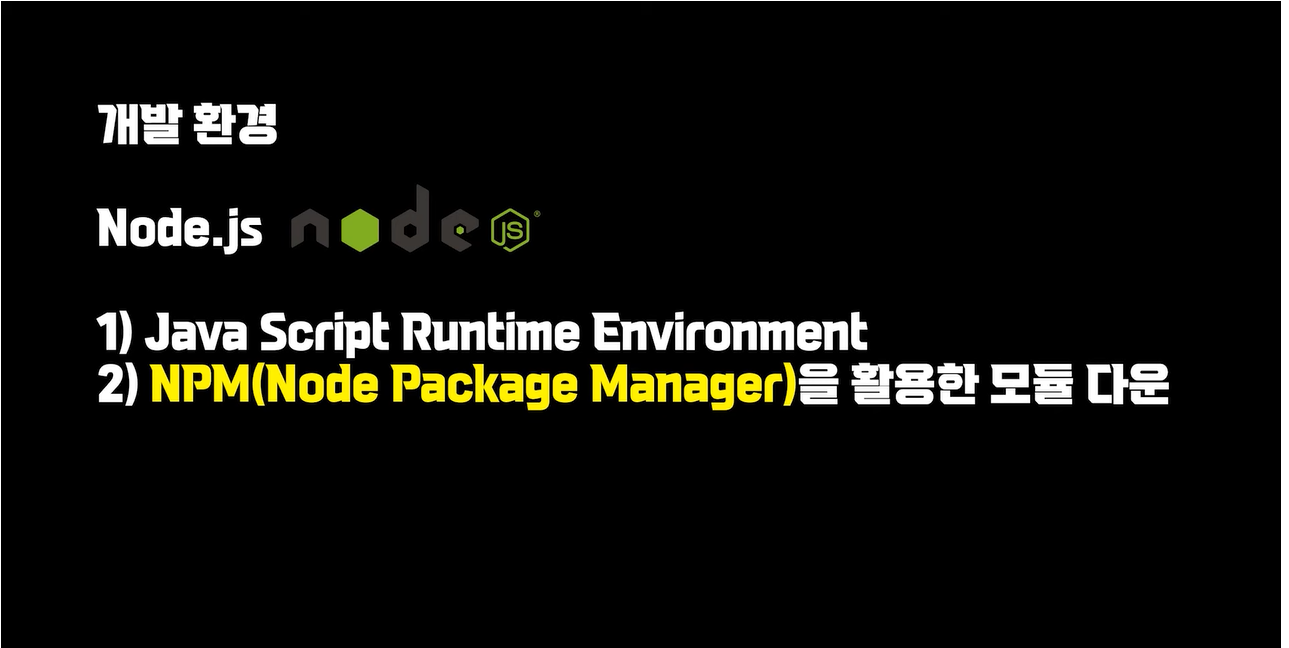 개발 환경
Node.js node JS®
1) Java Script Runtime Environment
2) NPM(Node Package Manager)을 활용한 모듈 다운